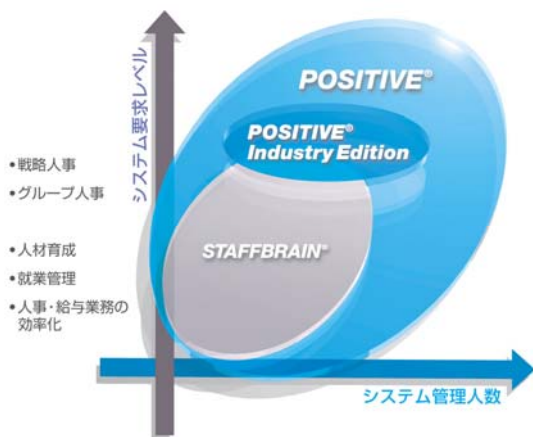 POSITIVE®
POSITIVE®
Industry Edition
STAFFBRAIN®
システム要求レベル
•戦略人事
•グループ人事
•人材育成
•就業管理
•人事・給与業務の
効率化
システム管理人数